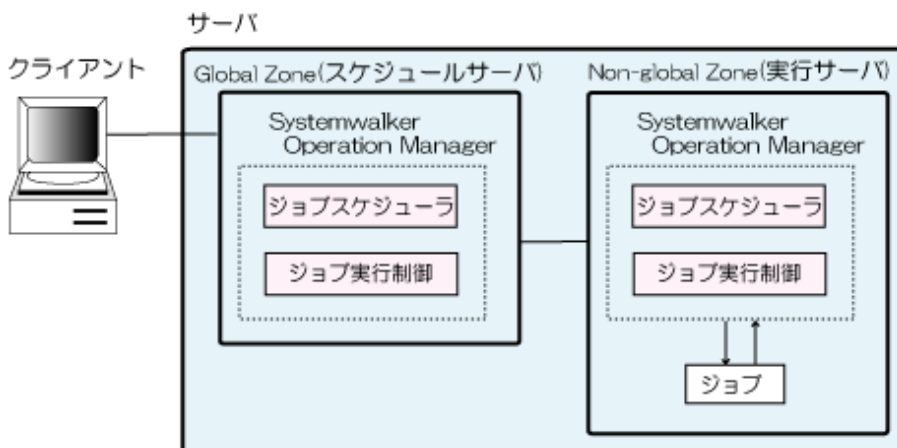 サーバ
クライアント
Global Zone(スケジュールサーバ)
Systemwalker
Operation Manager
ジョブスケジューラ
ジョブ実行制御
Non-global Zone(実行サーバ)
Systemwalker
Operation Manager
ジョブスケジューラ
ジョブ実行制御
ジョブ